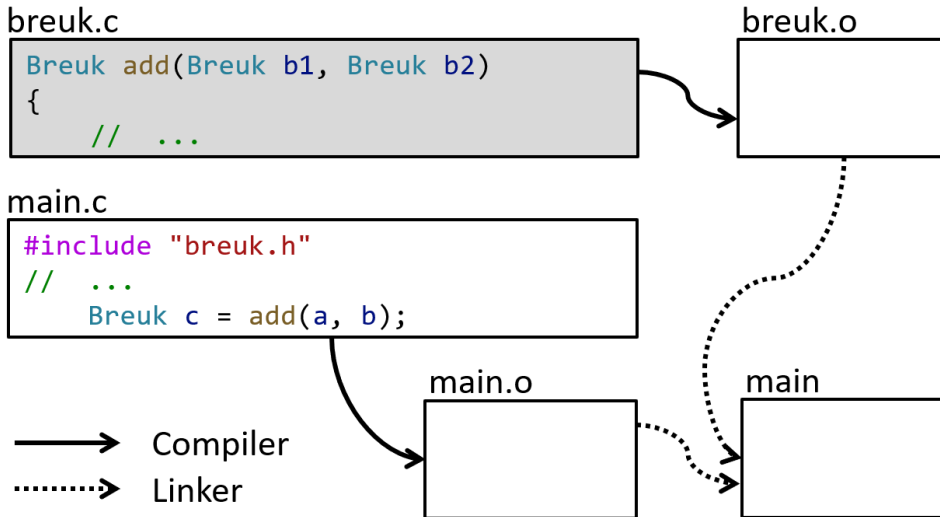 breuk.c
Breuk add(Breuk b1, Breuk b2)
{
    //  ...
breuk.o
main.c
#include "breuk.h"
//  ...
    Breuk c = add(a, b);
main.o
main
Compiler
Linker